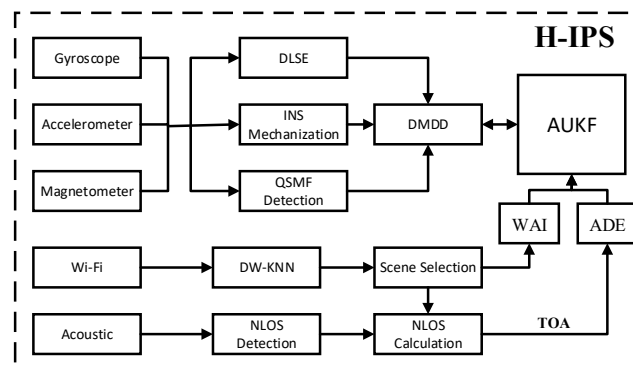 H-IPS
Gyroscope
DLSE
Accelerometer
INS
Mechanization
DMDD
AUKF
Magnetometer
QSMF
Detection
WAI
ADE
Wi-Fi
DW-KNN
Scene Selection
Acoustic
NLOS
Detection
NLOS
Calculation
TOA